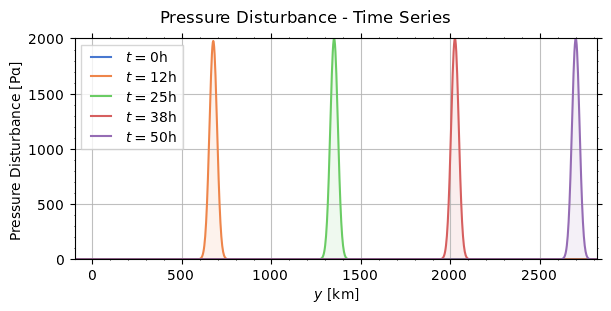 Pressure Disturbance - Time Series
Pressure Disturbance [Pa]
2000
1500
1000
500
0
t = 0h
t = 12h
t = 25h
t = 38h
t = 50h
0 500 1000 1500 2000 2500
y [km]